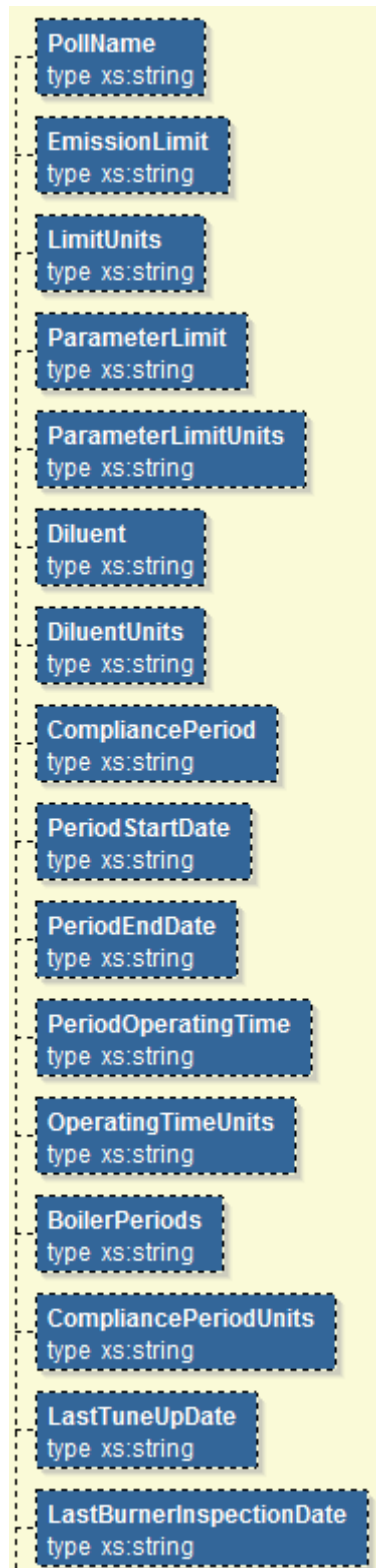 PollName
type xs:string
EmissionLimit
type xs:string
LimitUnits
type xs:string
ParameterLimit
type xs:string
ParameterLimitUnits
type xs:string
Diluent
type xs:string
DiluentUnits
type xs:string
CompliancePeriod
type xs:string
PeriodStartDate
type xs:string
PeriodEndDate
type xs:string
PeriodOperatingTime
type xs:string
OperatingTimeUnits
type xs:string
BoilerPeriods
type xs:string
CompliancePeriodUnits
type xs:string
LastTuneUpDate
type xs:string
LastBurnerInspectionDate
type xs:string